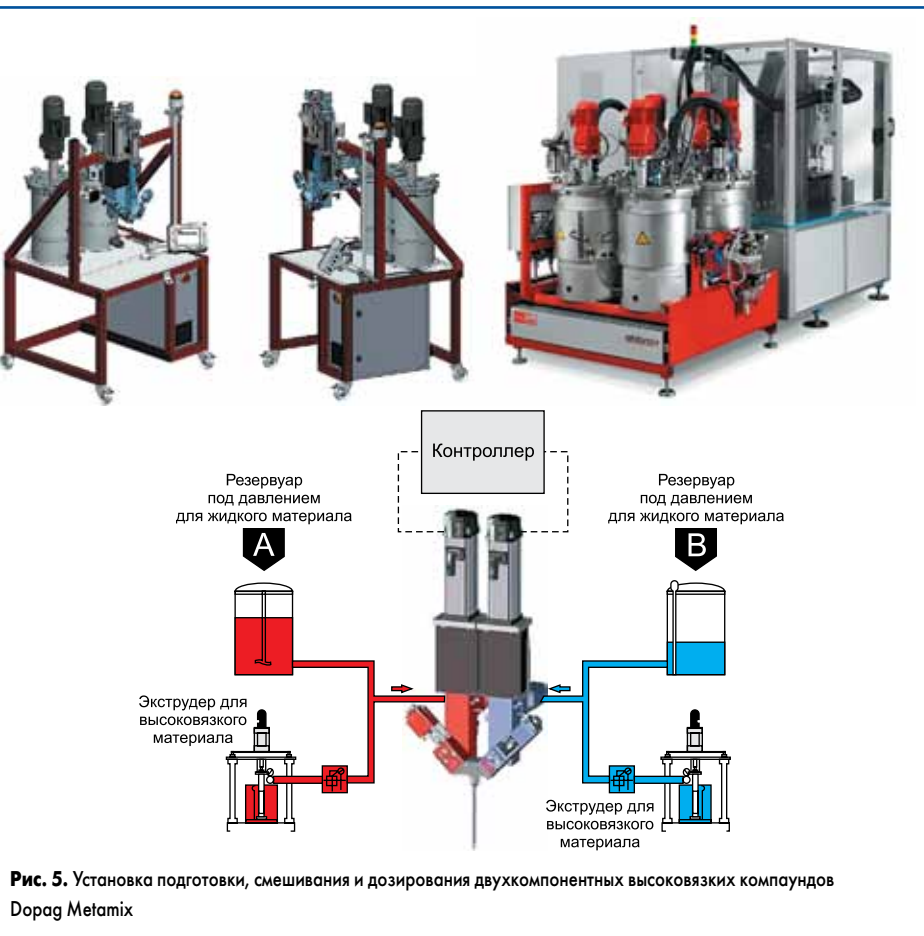 Контроллер
Резервуар
под давлением
для жидкого материала
A
Резервуар
под давлением
для жидкого материала
B
Экструдер для
высоковязкого
материала
Экструдер для
высоковязкого
материала
Рис. 5. Установка подготовки, смешивания и дозирования двухкомпонентных высоковязких компаундов
Dopag Metamix